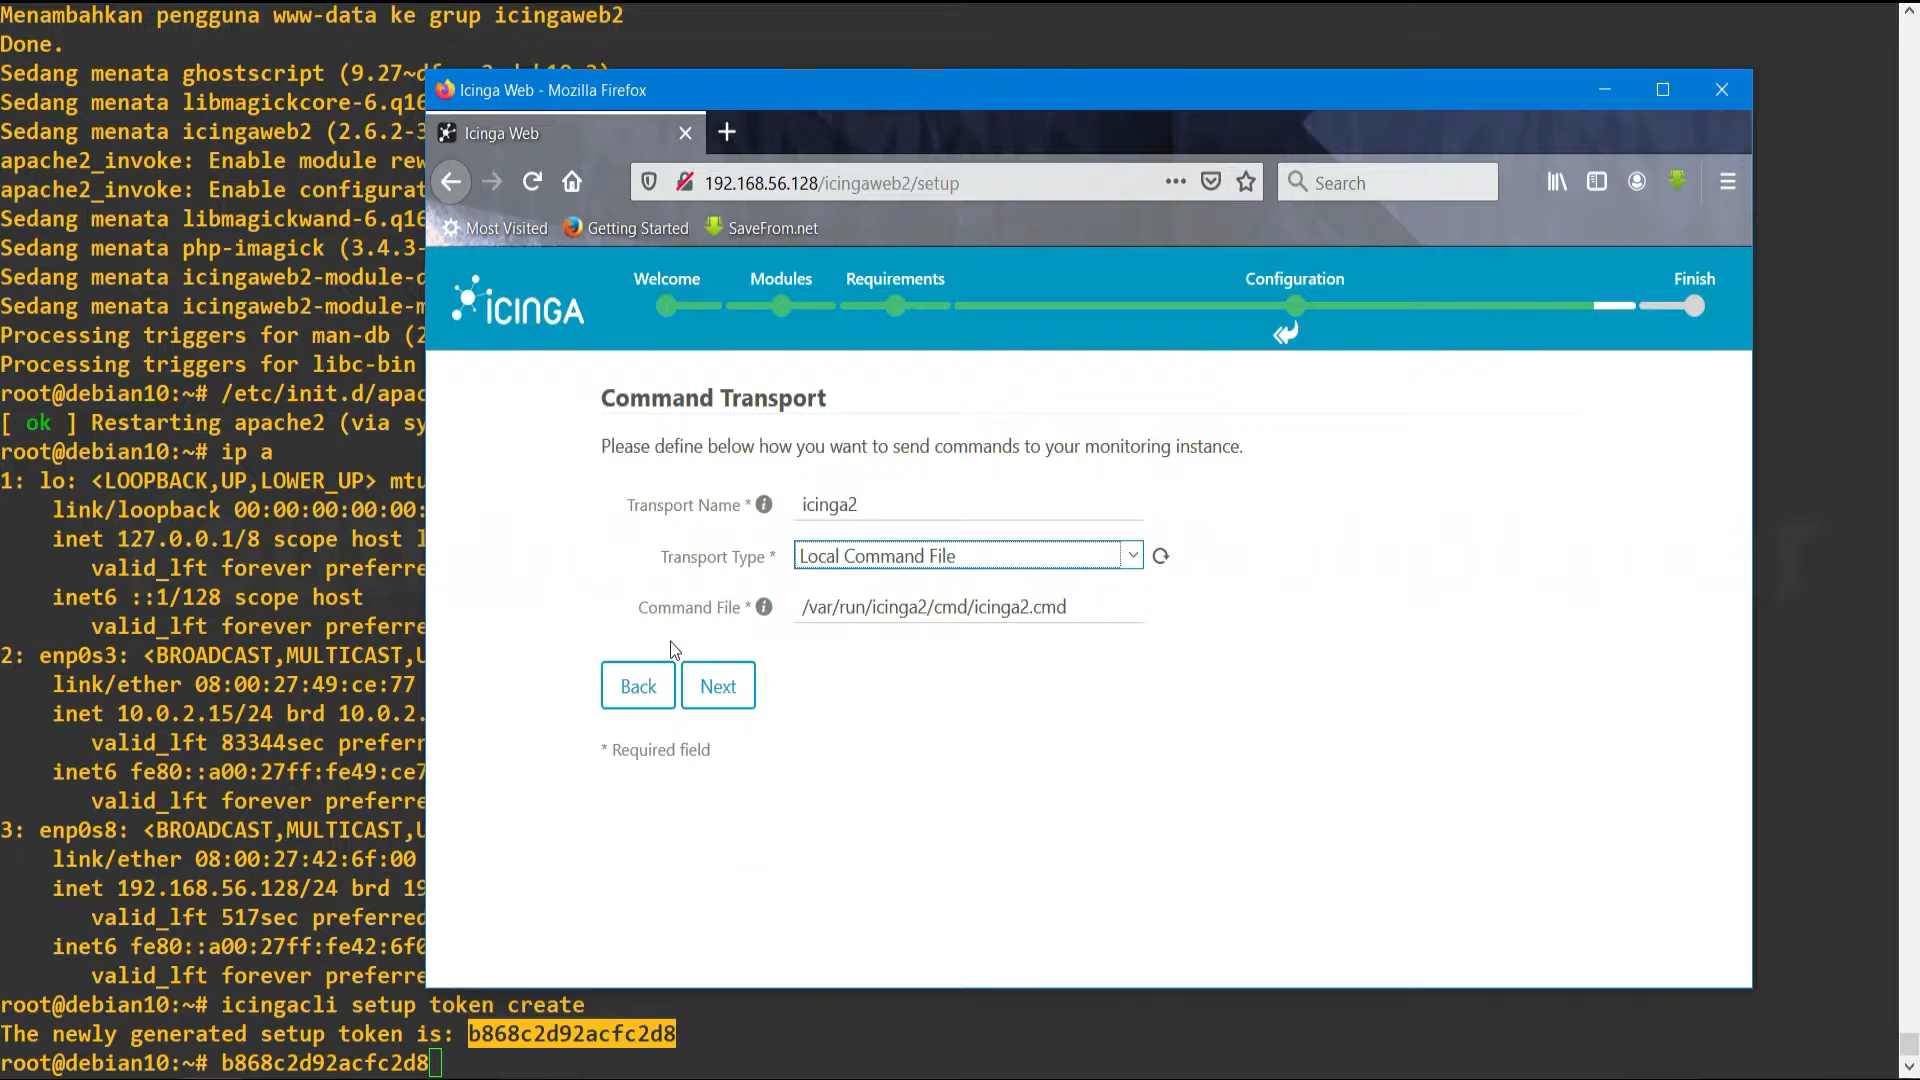 Menambahkan pengguna www-data ke grup icingaweb2
Done.
Sedang menata ghostscript (9.27~
Sedang menata libmagickcore-6.q16
Sedang menata icingaweb2 (2.6.2-3
apache2_invoke: Enable module rew
apache2_invoke: Enable configurat
Sedang menata libmagickwand-6.q16
Sedang menata php-imagick (3.4.3-
Sedang menata icingaweb2-module-
Sedang menata icingaweb2-module-m
Processing triggers for man-db (2
Processing triggers for libc-bin
root@debian10:~# /etc/init.d/apac
[ ok ] Restarting apache2 (via sy
root@debian10:~# ip a
1: lo: <LOOPBACK,UP,LOWER_UP> mtu
link/loopback 00:00:00:00:00:
inet 127.0.0.1/8 scope host l
valid_lft forever preferre
inet6 ::1/128 scope host
valid_lft forever preferre
2: enp0s3: <BROADCAST,MULTICAST,U
link/ether 08:00:27:49:ce:77
inet 10.0.2.15/24 brd 10.0.2.
valid_lft 83344sec preferr
inet6 fe80::a00:27ff:fe49:ce7
valid_lft forever preferre
3: enp0s8: <BROADCAST,MULTICAST,U
link/ether 08:00:27:42:6f:00
inet 192.168.56.128/24 brd 19
valid_lft 517sec preferred
inet6 fe80::a00:27ff:fe42:6f0
valid_lft forever preferre
root@debian10:~# icingacli setup token create
The newly generated setup token is: b868c2d92acfc2d8
root@debian10:~# b868c2d92acfc2d8
Icinga Web - Mozilla Firefox
Icinga Web
192.168.56.128/icingaweb2/setup
Search
Most Visited
Getting Started
SaveFrom.net
ICINGA
Welcome
Modules
Requirements
Configuration
Finish
Command Transport
Please define below how you want to send commands to your monitoring instance.
Transport Name * icinga2
Transport Type * Local Command File
Command File * /var/run/icinga2/cmd/icinga2.cmd
Back
Next
* Required field